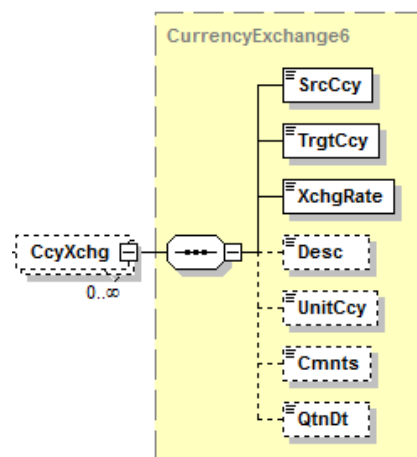 CurrencyExchange6
SrcCcy
TrgtCcy
XchgRate
CcyXchg
0..∞
Desc
UnitCcy
Cmnts
QtnDt